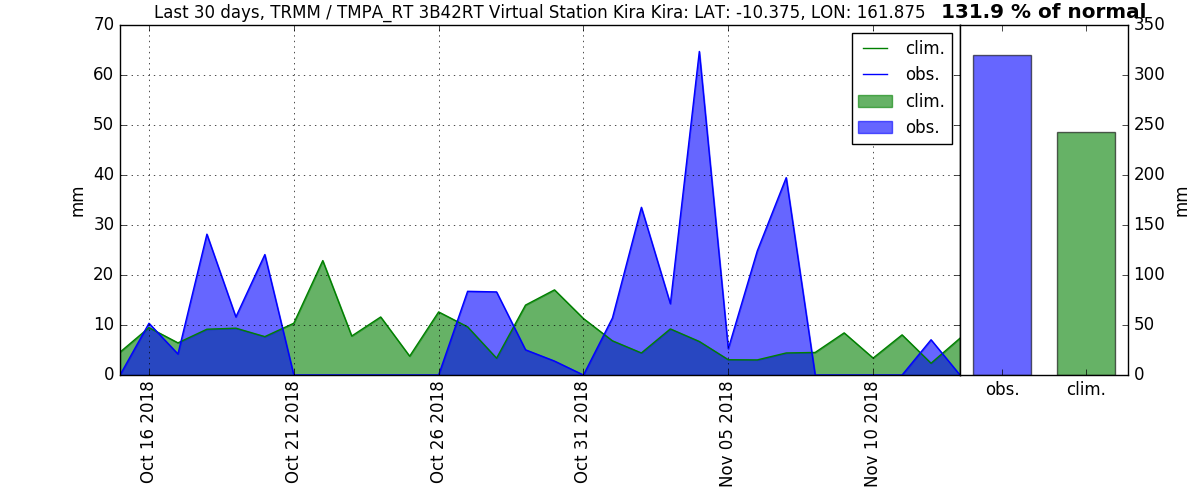 Last 30 days, TRMM / TMPA_RT 3B42RT Virtual Station Kira Kira: LAT: -10.375, LON: 161.875
131.9 % of normal
70
60
50
40
30
20
10
0
mm
clim.
obs.
clim.
obs.
Oct 16 2018
Oct 21 2018
Oct 26 2018
Oct 31 2018
Nov 05 2018
Nov 10 2018
350
300
250
200
150
100
50
0
mm
obs.
clim.